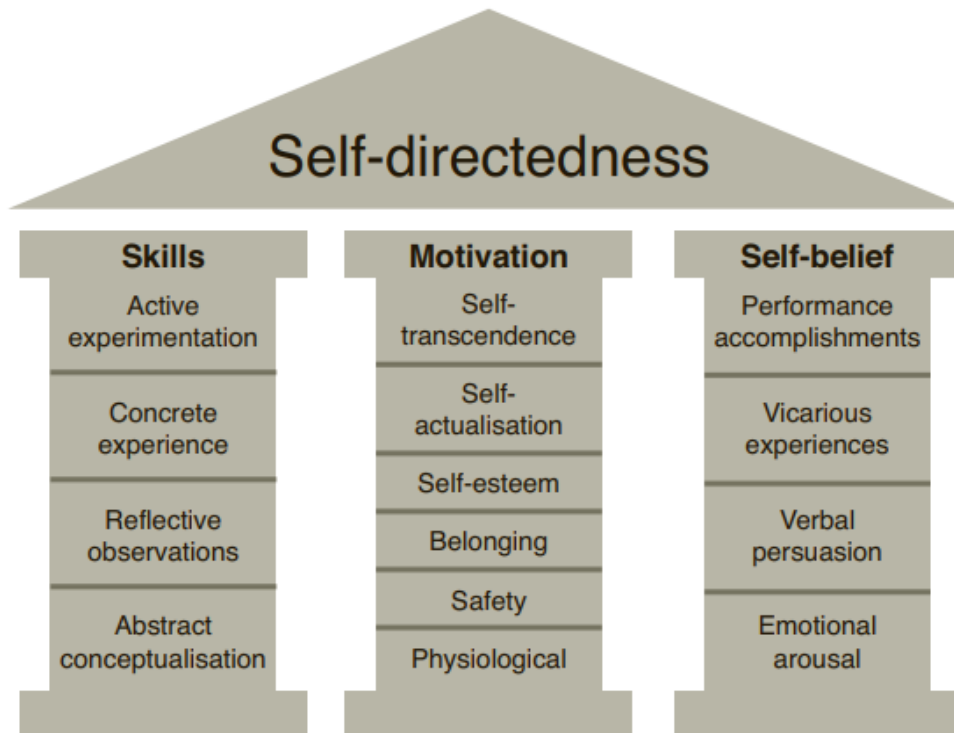 Self-directedness
Skills
Active
experimentation
Concrete
experience
Reflective
observations
Abstract
conceptualisation
Motivation
Self-
transcendence
Self-
actualisation
Self-esteem
Belonging
Safety
Physiological
Self-belief
Performance
accomplishments
Vicarious
experiences
Verbal
persuasion
Emotional
arousal